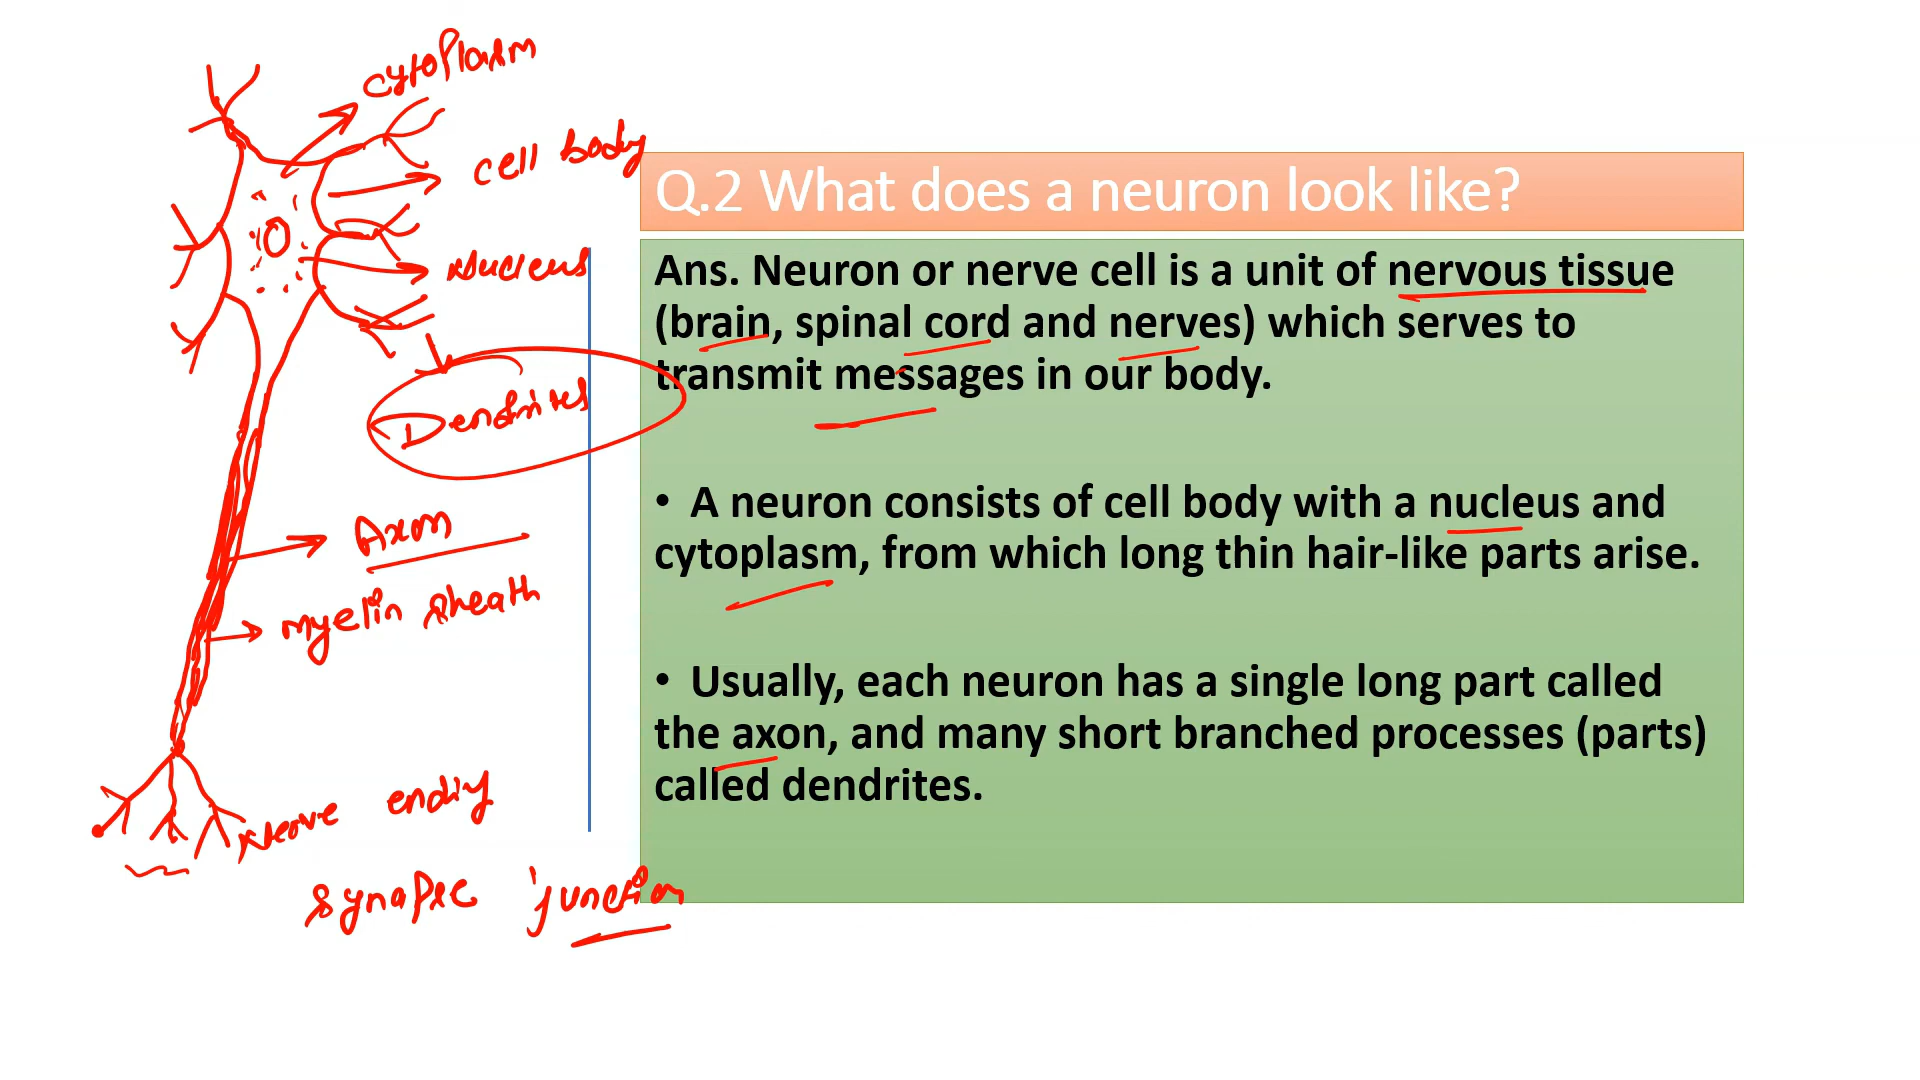 cytoplasm
cell body
Nucleus
Dendrites
Axon
myelin sheath
Nerve ending
synapse junction
Q.2 What does a neuron look like?
Ans. Neuron or nerve cell is a unit of nervous tissue
(brain, spinal cord and nerves) which serves to
transmit messages in our body.
• A neuron consists of cell body with a nucleus and
cytoplasm, from which long thin hair-like parts arise.
• Usually, each neuron has a single long part called
the axon, and many short branched processes (parts)
called dendrites.